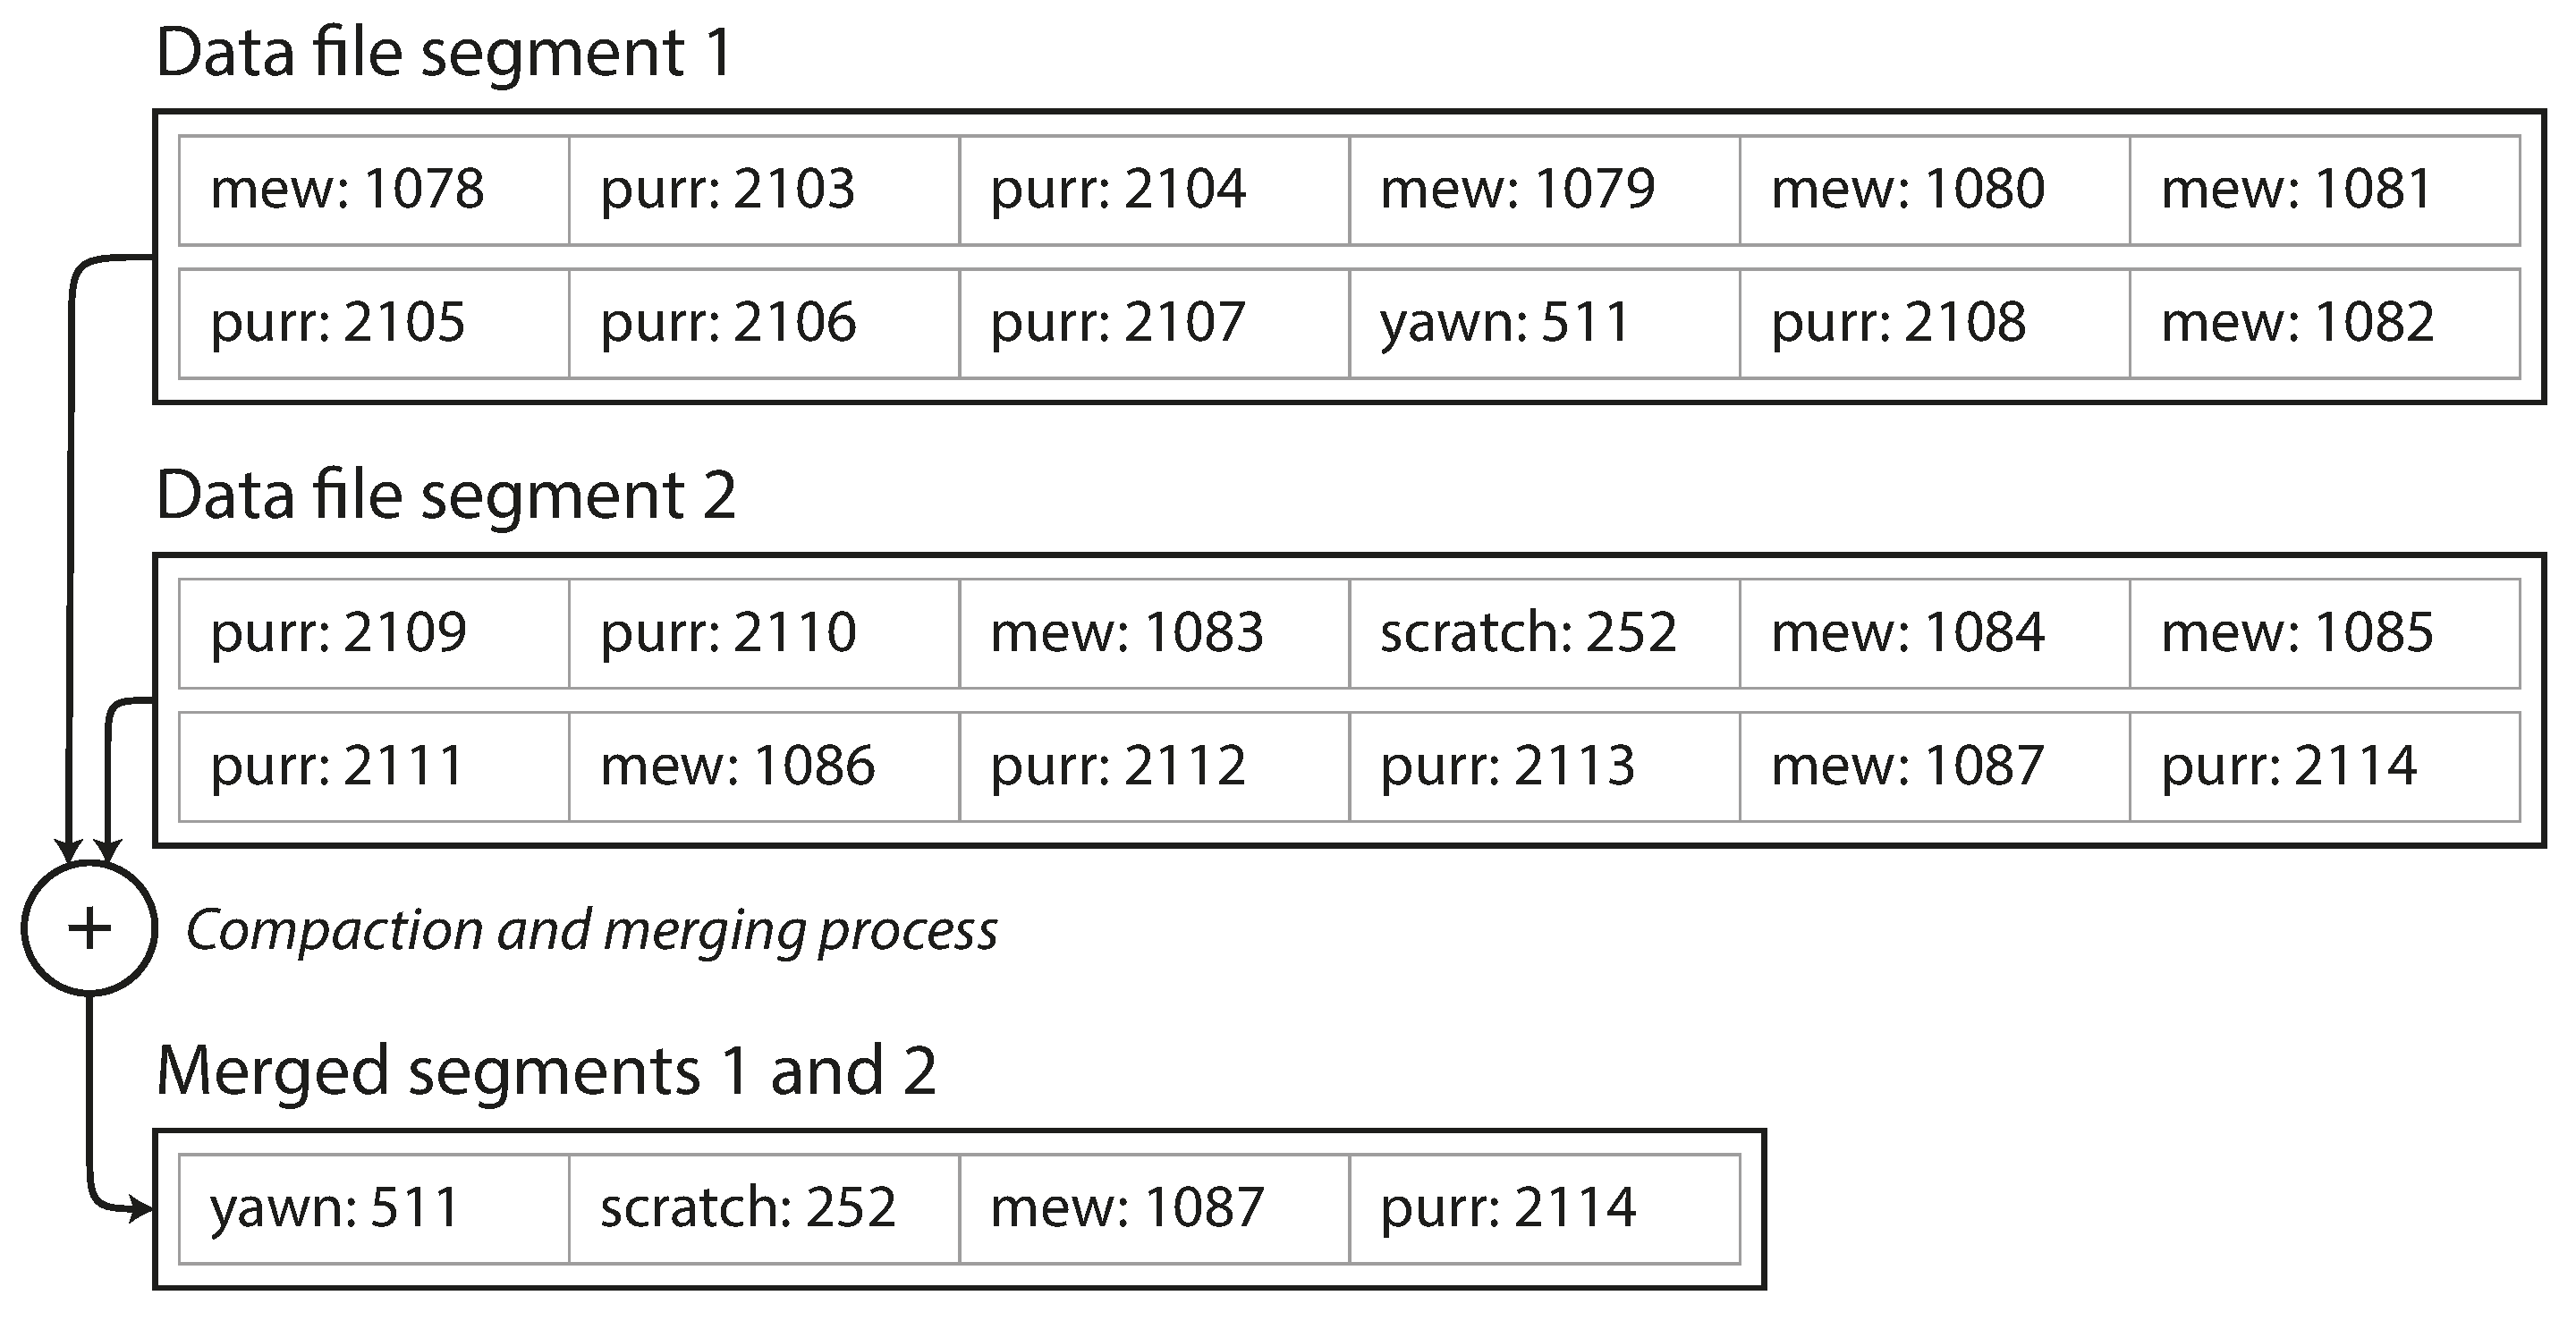 Data file segment 1
mew: 1078 purr: 2103 purr: 2104 mew: 1079 mew: 1080 mew: 1081
purr: 2105 purr: 2106 purr: 2107 yawn: 511 purr: 2108 mew: 1082
Data file segment 2
purr: 2109 purr: 2110 mew: 1083 scratch: 252 mew: 1084 mew: 1085
purr: 2111 mew: 1086 purr: 2112 purr: 2113 mew: 1087 purr: 2114
+ Compaction and merging process
Merged segments 1 and 2
yawn: 511 scratch: 252 mew: 1087 purr: 2114